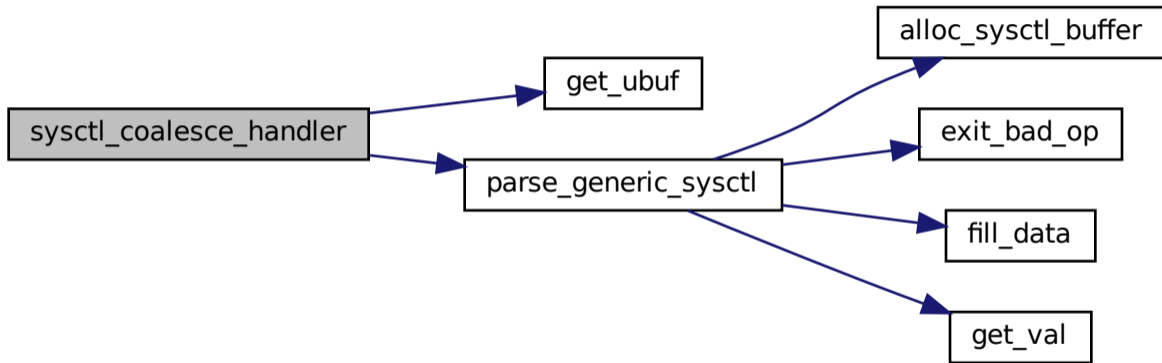 sysctl_coalesce_handler
get_ubuf
parse_generic_sysctl
alloc_sysctl_buffer
exit_bad_op
fill_data
get_val